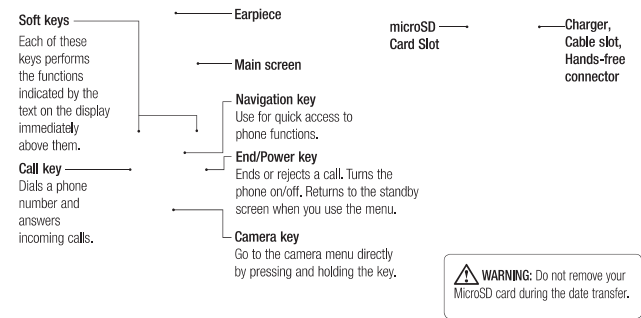 Soft keys
Each of these
keys performs
the functions
indicated by the
text on the display
immediately
above them.
Call key
Dials a phone
number and
answers
incoming calls.
Earpiece
Main screen
Navigation key
Use for quick access to
phone functions.
End/Power key
Ends or rejects a call. Turns the
phone on/off. Returns to the standby
screen when you use the menu.
Camera key
Go to the camera menu directly
by pressing and holding the key.
microSD
Card Slot
Charger,
Cable slot,
Hands-free
connector
WARNING: Do not remove your
MicroSD card during the date transfer.